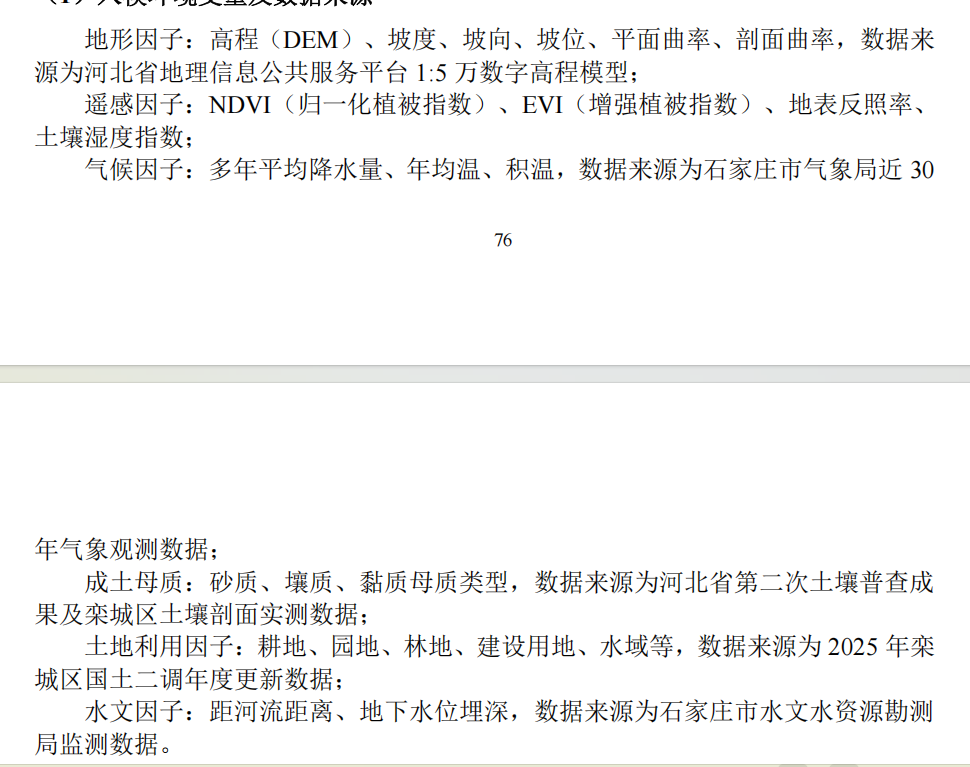 （1）入模环境变量及数据来源
地形因子：高程（DEM）、坡度、坡向、坡位、平面曲率、剖面曲率，数据来
源为河北省地理信息公共服务平台 1:5 万数字高程模型；
遥感因子：NDVI（归一化植被指数）、EVI（增强植被指数）、地表反照率、
土壤湿度指数；
气候因子：多年平均降水量、年均温、积温，数据来源为石家庄市气象局近 30
76
年气象观测数据；
成土母质：砂质、壤质、黏质母质类型，数据来源为河北省第二次土壤普查成
果及栾城区土壤剖面实测数据；
土地利用因子：耕地、园地、林地、建设用地、水域等，数据来源为 2025 年栾
城区国土二调年度更新数据；
水文因子：距河流距离、地下水位埋深，数据来源为石家庄市水文水资源勘测
局监测数据。